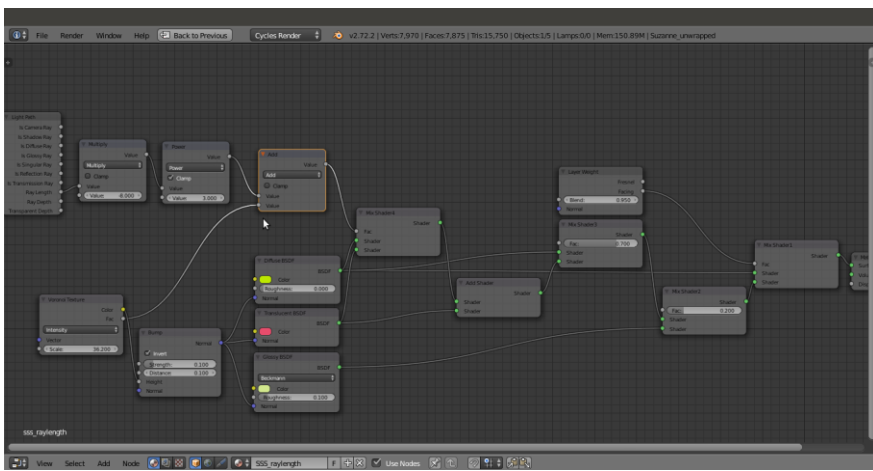 File Render Window Help Back to Previous Cycles Render v2.72.2 | Verts:7,970 | Faces:7,875 | Tris:15,750 | Objects:1/5 | Lamps:0/0 | Mem:150.89M | Suzanne_unwrapped
Light Path
Is Camera Ray
Is Shadow Ray
Is Diffuse Ray
Is Glossy Ray
Is Singular Ray
Is Reflection Ray
Is Transmission Ray
Ray Length
Ray Depth
Transparent Depth
Multiply
Value
Multiply
Clamp
Value
Value: -6.000
Power
Value
Power
Clamp
Value
Value: 3.000
Add
Value
Add
Clamp
Value
Value
Mix Shader4
Shader
Fac
Shader
Shader
Layer Weight
Fresnel
Facing
Blend: 0.950
Normal
Shader
Fac: 0.700
Shader
Shader
Mix Shader1
Shader
Fac
Shader
Shader
Diffuse BSDF
BSDF
Color
Roughness: 0.000
Normal
Add Shader
Shader
Shader
Shader
Shader
Fac: 0.200
Shader
Shader
Voronoi Texture
Color
Fac
Intensity
Vector
Scale: 36.200
Bump
Normal
Invert
Strength: 0.100
Distance: 0.100
Height
Normal
Translucent BSDF
BSDF
Color
Normal
Glossy BSDF
BSDF
Beckmann
Color
Roughness: 0.100
Normal
sss_raylength
View Select Add Node SSS_raylength F Use Nodes